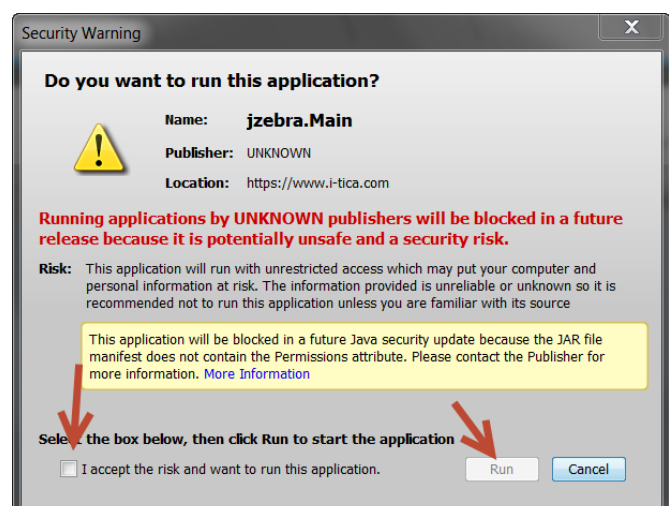 Security Warning
X
Do you want to run this application?
Name: jzebra.Main
Publisher: UNKNOWN
Location: https://www.i-tica.com
Running applications by UNKNOWN publishers will be blocked in a future
release because it is potentially unsafe and a security risk.
Risk: This application will run with unrestricted access which may put your computer and
personal information at risk. The information provided is unreliable or unknown so it is
recommended not to run this application unless you are familiar with its source
This application will be blocked in a future Java security update because the JAR file
manifest does not contain the Permissions attribute. Please contact the Publisher for
more information. More Information
Select the box below, then click Run to start the application
I accept the risk and want to run this application.
Run
Cancel